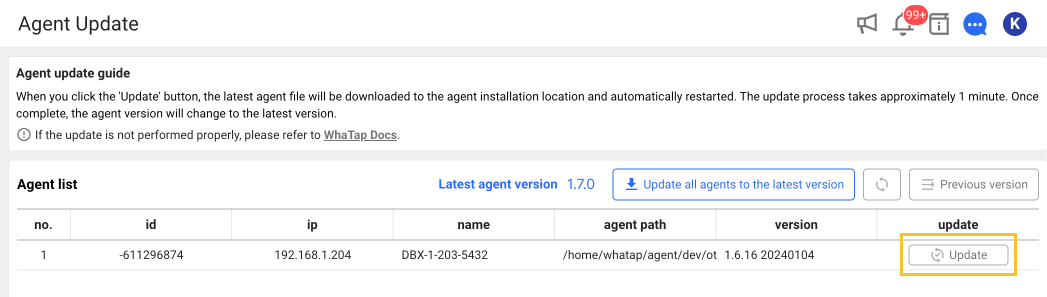 Agent Update
99+
K
Agent update guide
When you click the 'Update' button, the latest agent file will be downloaded to the agent installation location and automatically restarted. The update process takes approximately 1 minute. Once
complete, the agent version will change to the latest version.
If the update is not performed properly, please refer to WhaTap Docs.
Agent list Latest agent version 1.7.0 Update all agents to the latest version Previous version
no. id ip name agent path version update
1 -611296874 192.168.1.204 DBX-1-203-5432 /home/whatap/agent/dev/ot 1.6.16 20240104 Update